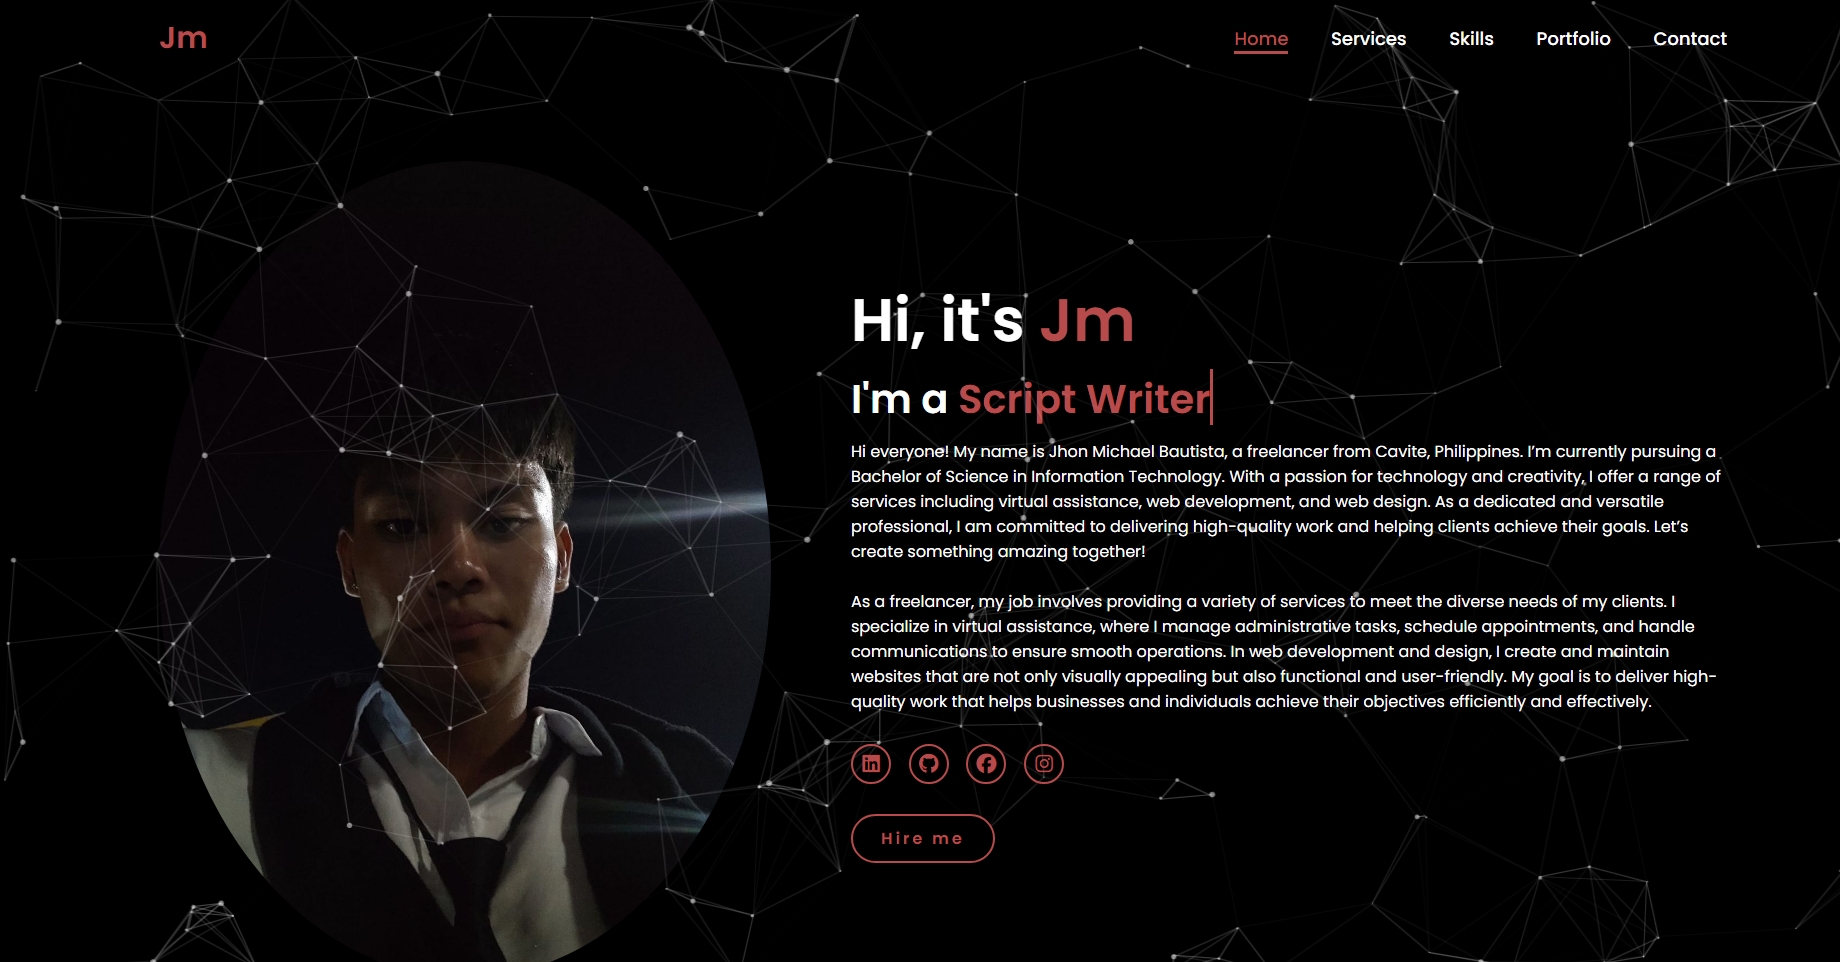 Jm
Home Services Skills Portfolio Contact
Hi, it's Jm
I'm a Script Writer
Hi everyone! My name is Jhon Michael Bautista, a freelancer from Cavite, Philippines. I’m currently pursuing a
Bachelor of Science in Information Technology. With a passion for technology and creativity, I offer a range of
services including virtual assistance, web development, and web design. As a dedicated and versatile
professional, I am committed to delivering high-quality work and helping clients achieve their goals. Let’s
create something amazing together!
As a freelancer, my job involves providing a variety of services to meet the diverse needs of my clients. I
specialize in virtual assistance, where I manage administrative tasks, schedule appointments, and handle
communications to ensure smooth operations. In web development and design, I create and maintain
websites that are not only visually appealing but also functional and user-friendly. My goal is to deliver high-
quality work that helps businesses and individuals achieve their objectives efficiently and effectively.
Hire me